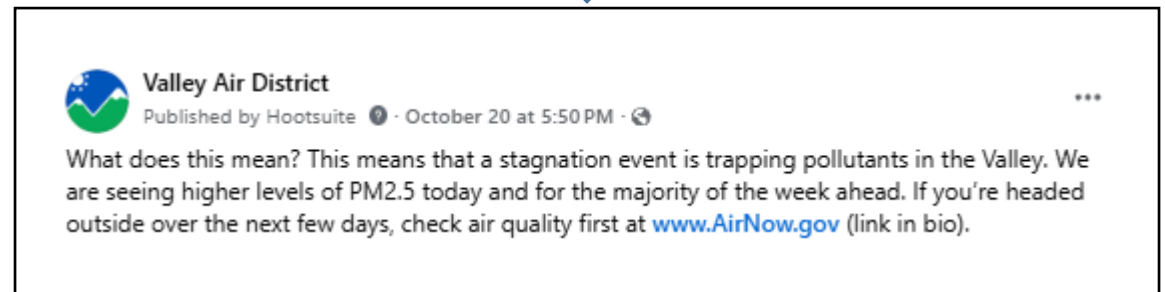 Valley Air District
Published by Hootsuite · October 20 at 5:50 PM ·
What does this mean? This means that a stagnation event is trapping pollutants in the Valley. We
are seeing higher levels of PM2.5 today and for the majority of the week ahead. If you're headed
outside over the next few days, check air quality first at www.AirNow.gov (link in bio).